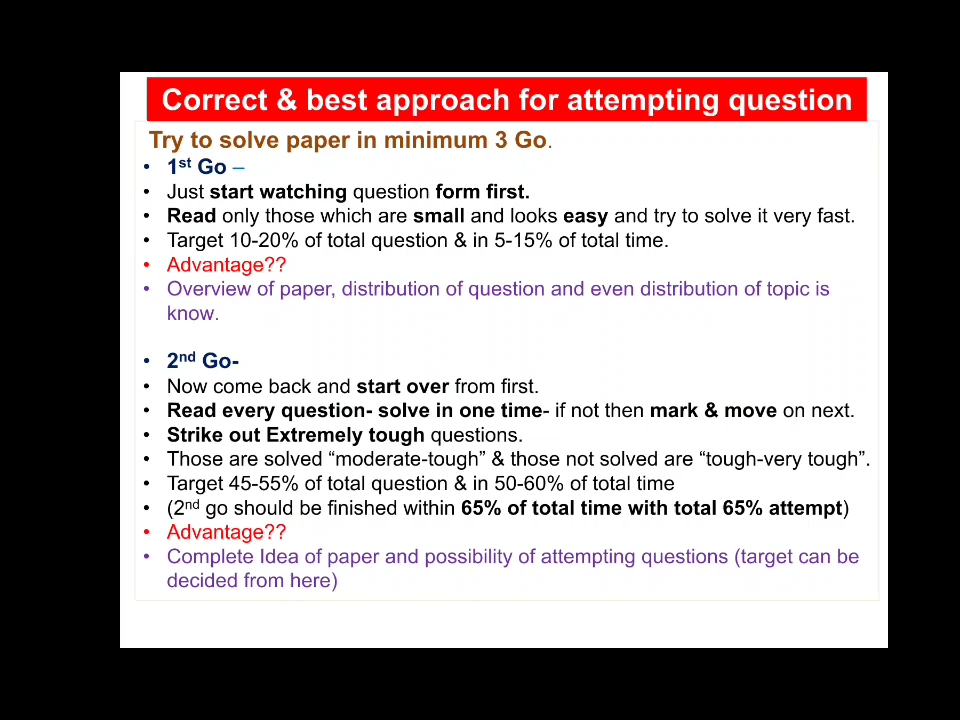 Correct & best approach for attempting question
Try to solve paper in minimum 3 Go.
• 1st Go –
• Just start watching question form first.
• Read only those which are small and looks easy and try to solve it very fast.
• Target 10-20% of total question & in 5-15% of total time.
• Advantage??
• Overview of paper, distribution of question and even distribution of topic is
know.
• 2nd Go-
• Now come back and start over from first.
• Read every question- solve in one time- if not then mark & move on next.
• Strike out Extremely tough questions.
• Those are solved “moderate-tough” & those not solved are “tough-very tough”.
• Target 45-55% of total question & in 50-60% of total time
• (2nd go should be finished within 65% of total time with total 65% attempt)
• Advantage??
• Complete Idea of paper and possibility of attempting questions (target can be
decided from here)